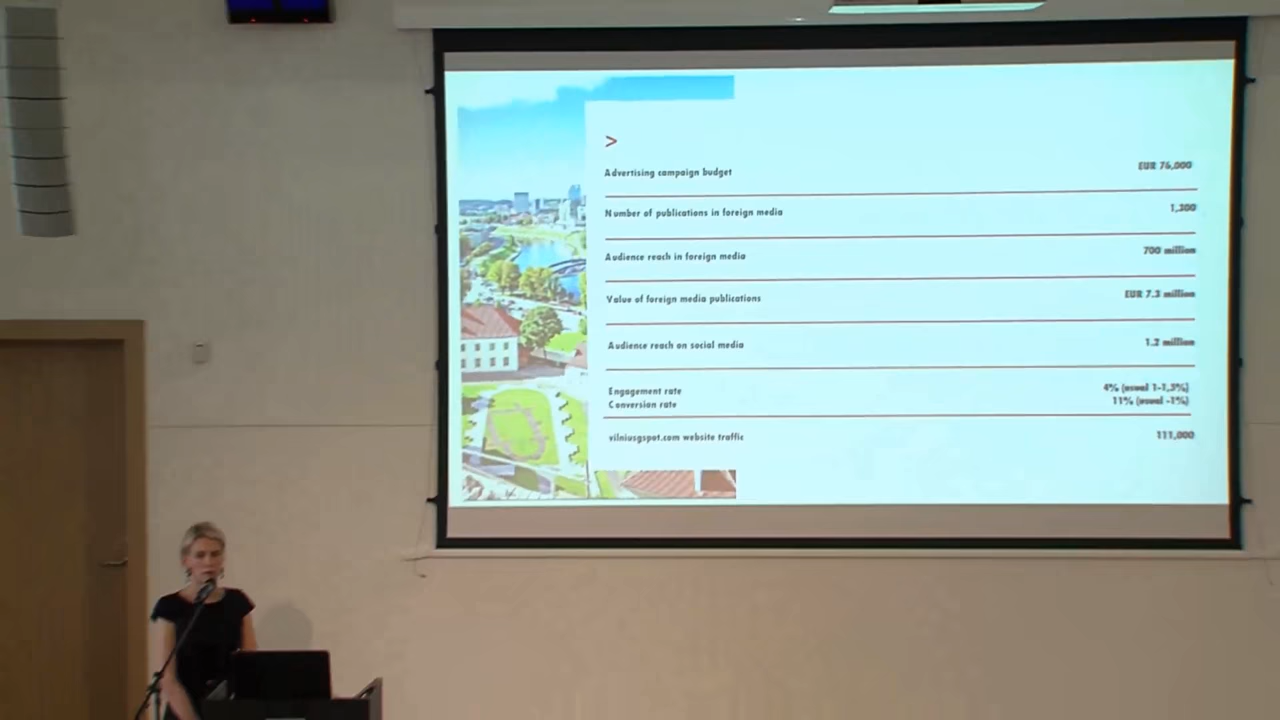 >
Advertising campaign budget EUR 76,000
Number of publications in foreign media 1,300
Audience reach in foreign media 700 million
Value of foreign media publications EUR 7.3 million
Audience reach on social media 1.2 million
Engagement rate 4% (usual 1-1,5%)
Conversion rate 11% (usual -1%)
vilniusgspot.com website traffic 111,000